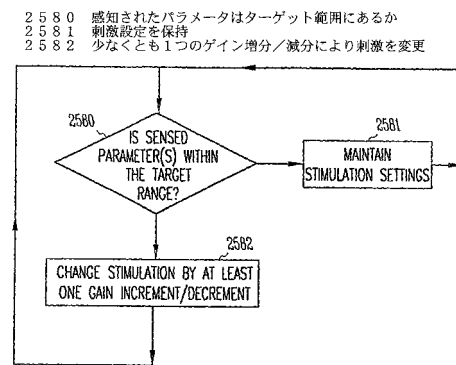 ２５８０ 感知されたパラメータはターゲット範囲にあるか
２５８１ 刺激設定を保持
２５８２ 少なくとも１つのゲイン増分／減分により刺激を変更
2580
IS SENSED
PARAMETER(S) WITHIN
THE TARGET
RANGE?
2581
MAINTAIN
STIMULATION SETTINGS
2582
CHANGE STIMULATION BY AT LEAST
ONE GAIN INCREMENT/DECREMENT